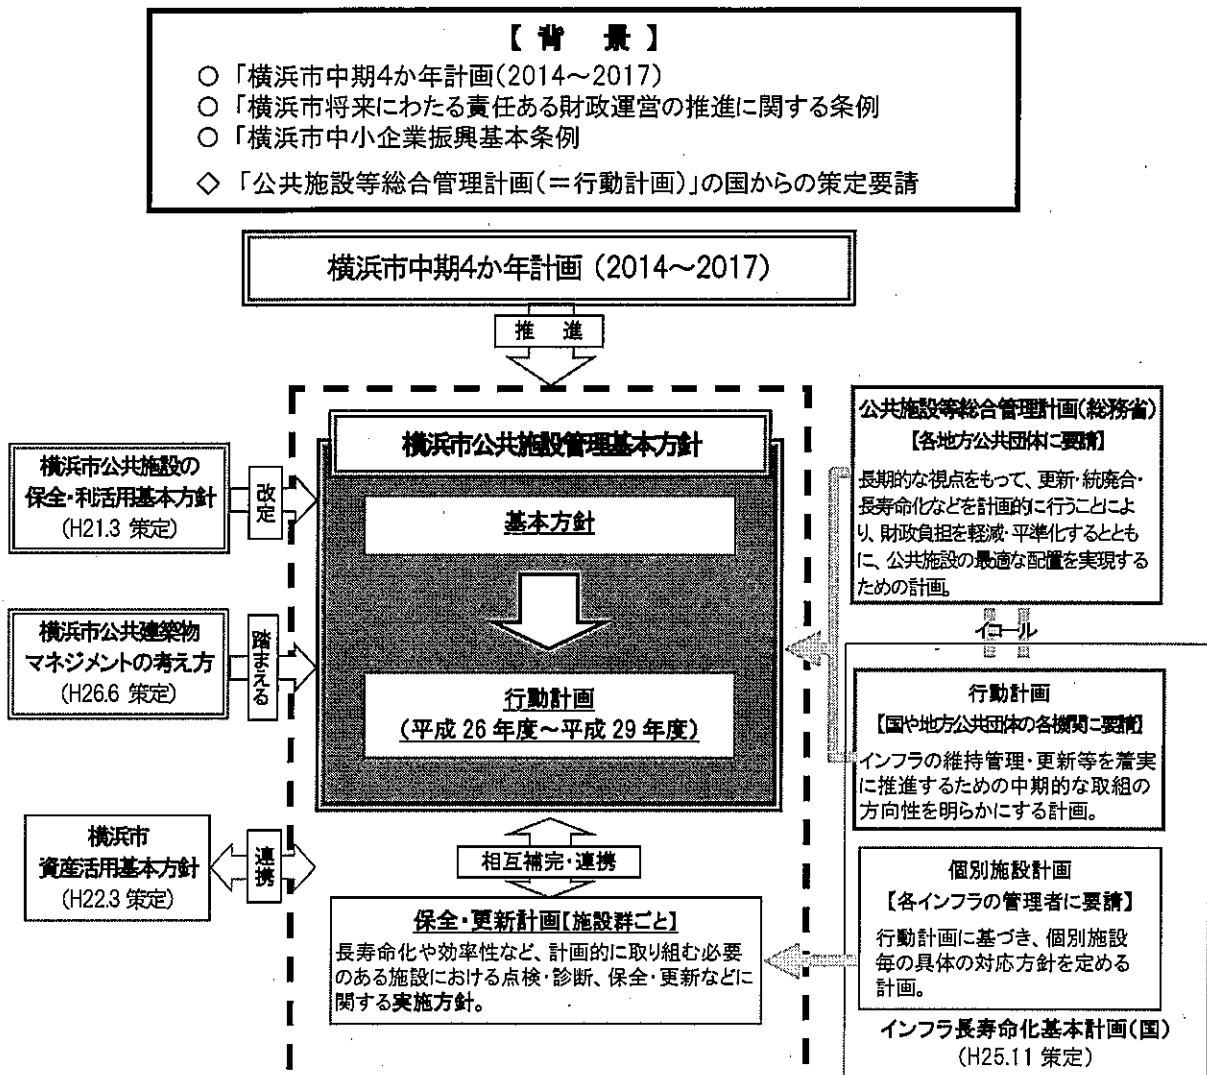 【背 景】
○ 「横浜市中期4か年計画(2014～2017)
○ 「横浜市将来にわたる責任ある財政運営の推進に関する条例
○ 「横浜市中小企業振興基本条例
◇ 「公共施設等総合管理計画(＝行動計画)」の国からの策定要請
横浜市中期4か年計画 (2014～2017)
推 進
横浜市公共施設管理基本方針
基本方針
行動計画
(平成 26 年度～平成 29 年度)
横浜市公共施設の
保全・利活用基本方針
(H21.3 策定)
改定
横浜市公共建築物
マネジメントの考え方
(H26.6 策定)
踏まえる
横浜市
資産活用基本方針
(H22.3 策定)
連携
相互補完・連携
保全・更新計画【施設群ごと】
長寿命化や効率性など、計画的に取り組む必要
のある施設における点検・診断、保全・更新などに
関する実施方針。
公共施設等総合管理計画(総務省)
【各地方公共団体に要請】
長期的な視点をもって、更新・統廃合・
長寿命化などを計画的に行うことによ
り、財政負担を軽減・平準化するととも
に、公共施設の最適な配置を実現する
ための計画。
イコール
行動計画
【国や地方公共団体の各機関に要請】
インフラの維持管理・更新等を着実
に推進するための中期的な取組の
方向性を明らかにする計画。
個別施設計画
【各インフラの管理者に要請】
行動計画に基づき、個別施設
毎の具体の対応方針を定める
計画。
インフラ長寿命化基本計画(国)
(H25.11 策定)